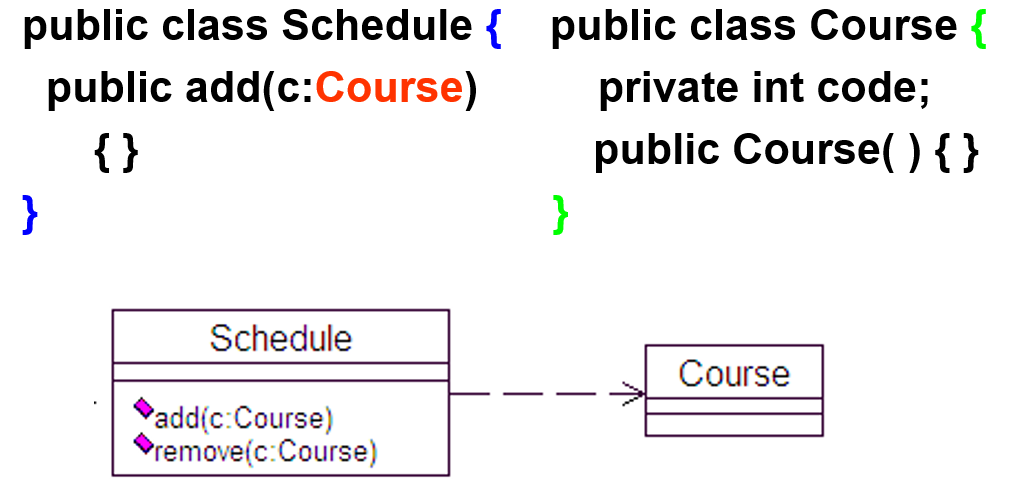 public class Schedule {
public add(c:Course)
{ }
}
public class Course {
private int code;
public Course( ) { }
}
Schedule
add(c:Course)
remove(c:Course)
Course